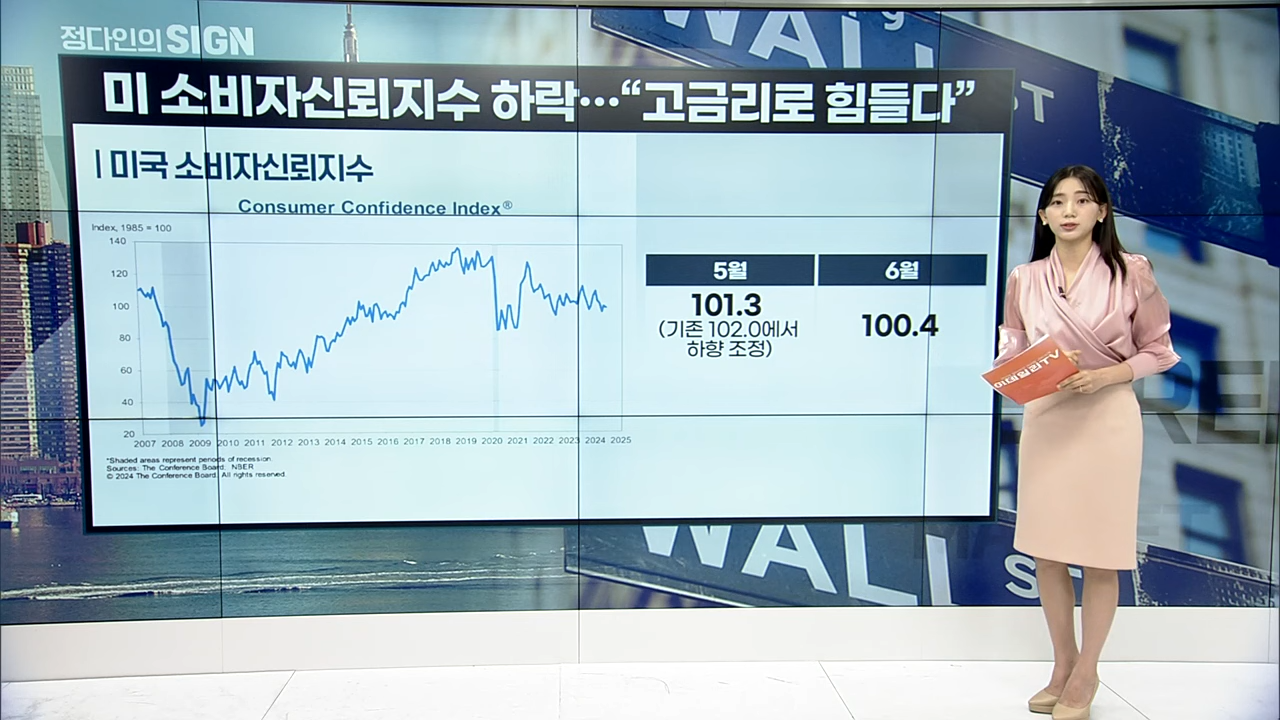 정다인의 SIGN
WALL
ST
미 소비자신뢰지수 하락…“고금리로 힘들다”
| 미국 소비자신뢰지수
Consumer Confidence Index®
Index, 1985 = 100
140
120
100
80
60
40
20
2007 2008 2009 2010 2011 2012 2013 2014 2015 2016 2017 2018 2019 2020 2021 2022 2023 2024 2025
*Shaded areas represent periods of recession.
Sources: The Conference Board; NBER
© 2024 The Conference Board. All rights reserved.
5월 6월
101.3
(기존 102.0에서
하향 조정)
100.4
이데일리TV
WALL ST